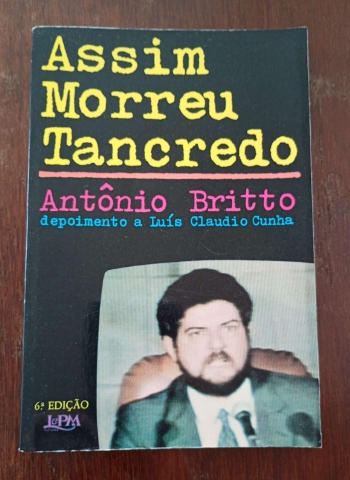 Assim
Morreu
Tancredo
Antônio Britto
depoimento a Luís Claudio Cunha
6ª EDIÇÃO
L&PM